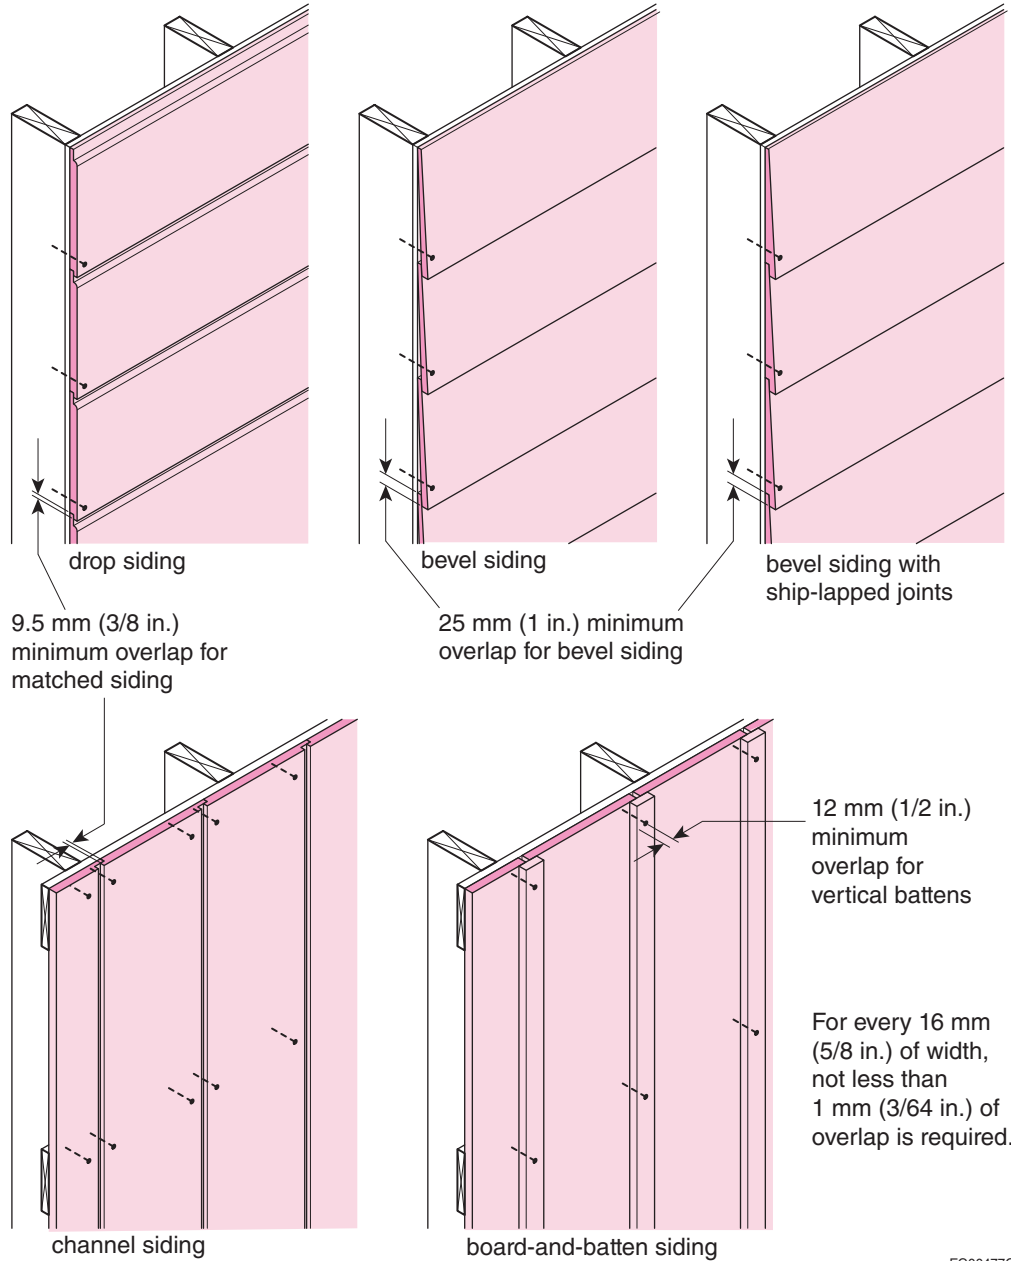 drop siding
bevel siding
bevel siding with
ship-lapped joints
9.5 mm (3/8 in.)
minimum overlap for
matched siding
25 mm (1 in.) minimum
overlap for bevel siding
12 mm (1/2 in.)
minimum
overlap for
vertical battens
For every 16 mm
(5/8 in.) of width,
not less than
1 mm (3/64 in.) of
overlap is required.
channel siding
board-and-batten siding